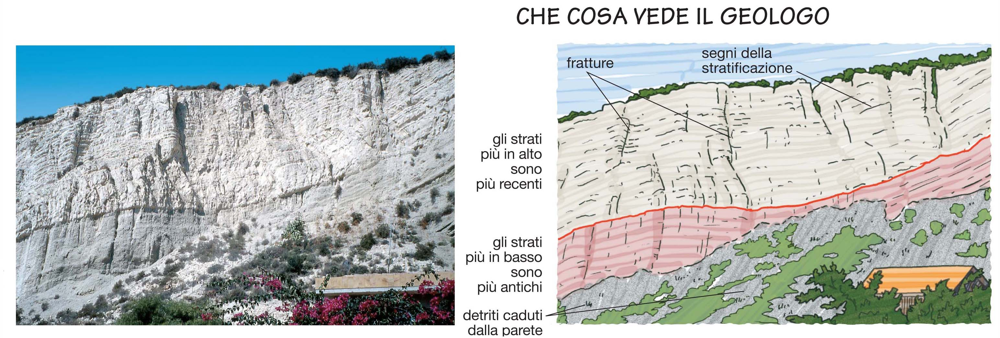 CHE COSA VEDE IL GEOLOGO
fratture
segni della
stratificazione
gli strati
più in alto
sono
più recenti
gli strati
più in basso
sono
più antichi
detriti caduti
dalla parete